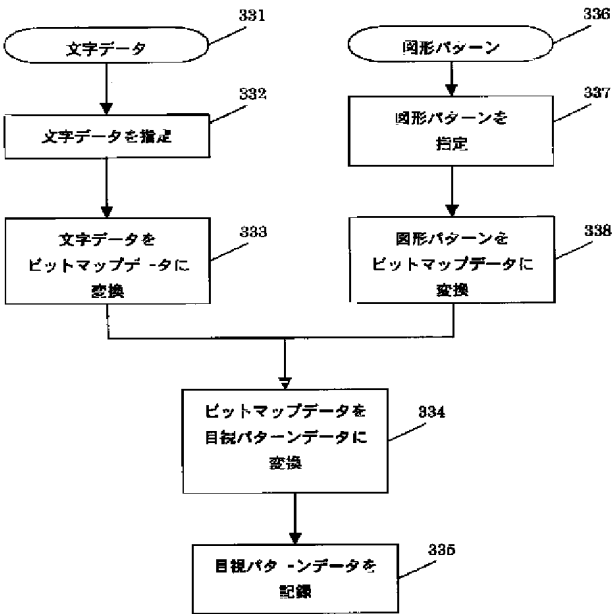 331
文字データ
332
文字データを指定
333
文字データを
ビットマップデータに
変換
336
図形パターン
337
図形パターンを
指定
338
図形パターンを
ビットマップデータに
変換
334
ビットマップデータを
目視パターンデータに
変換
335
目視パターンデータを
記録